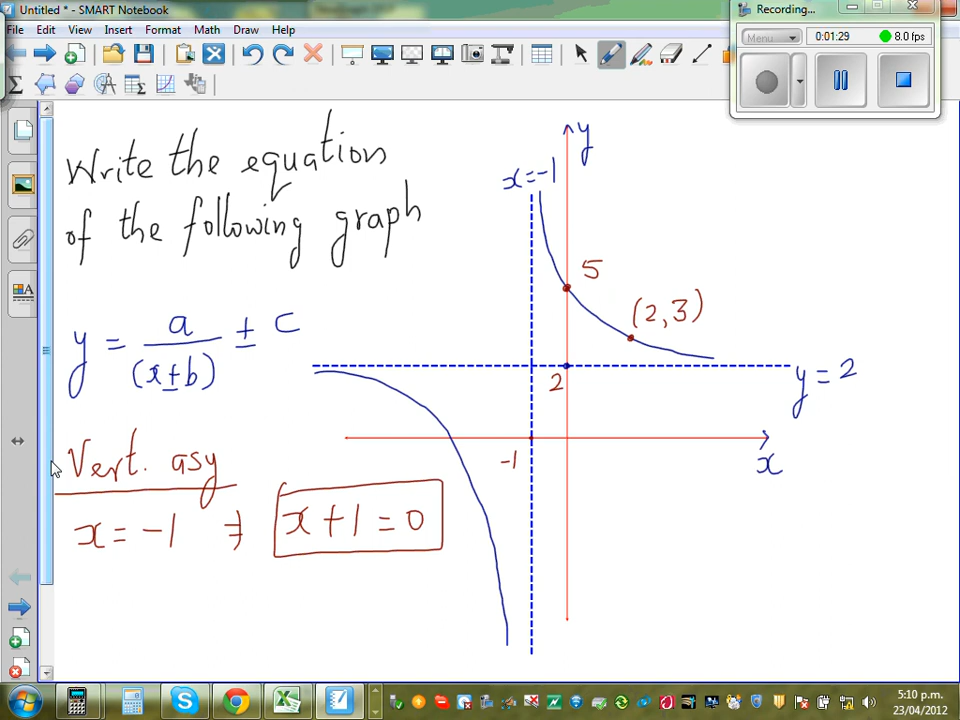 Untitled * - SMART Notebook
File Edit View Insert Format Math Draw Help
Recording...
Menu
0:01:29
8.0 fps
Write the equation
of the following graph
y = a/(x±b) ± c
Vert. asy
x = -1 ⇒ x + 1 = 0
y
x=-1
5
(2,3)
2
y = 2
-1
x
5:10 p.m.
23/04/2012